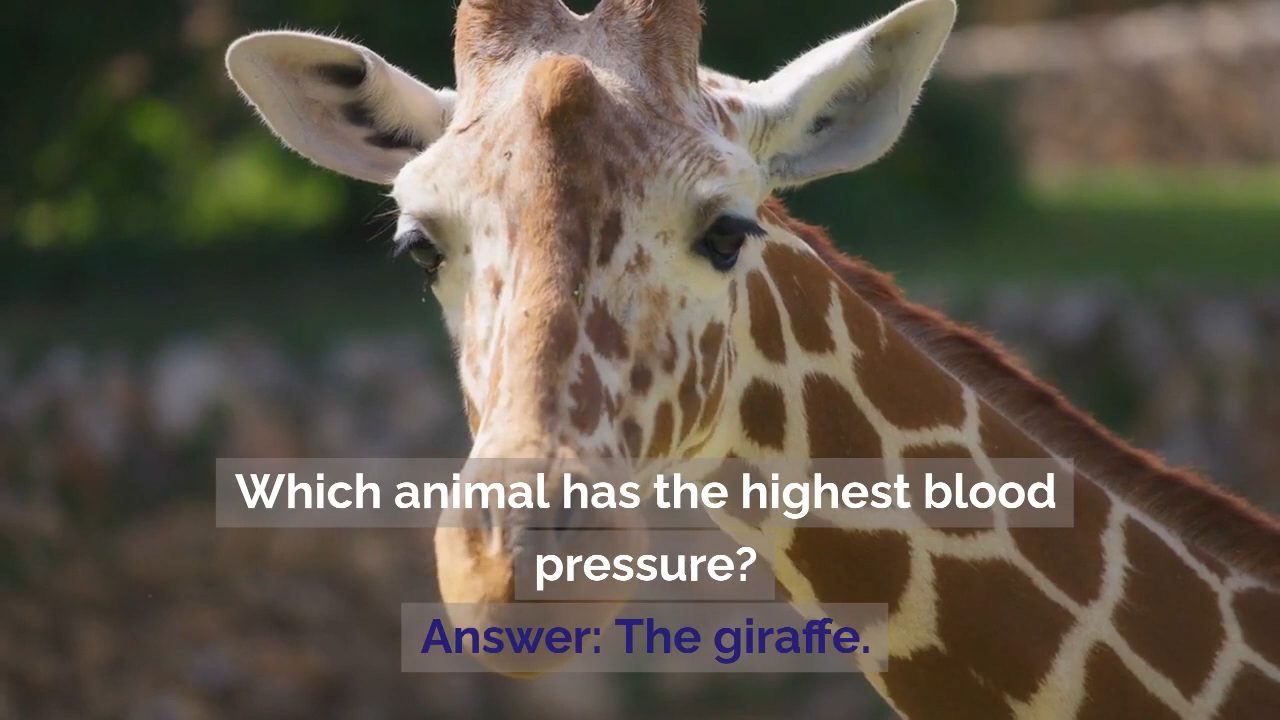 Which animal has the highest blood
pressure?
Answer: The giraffe.